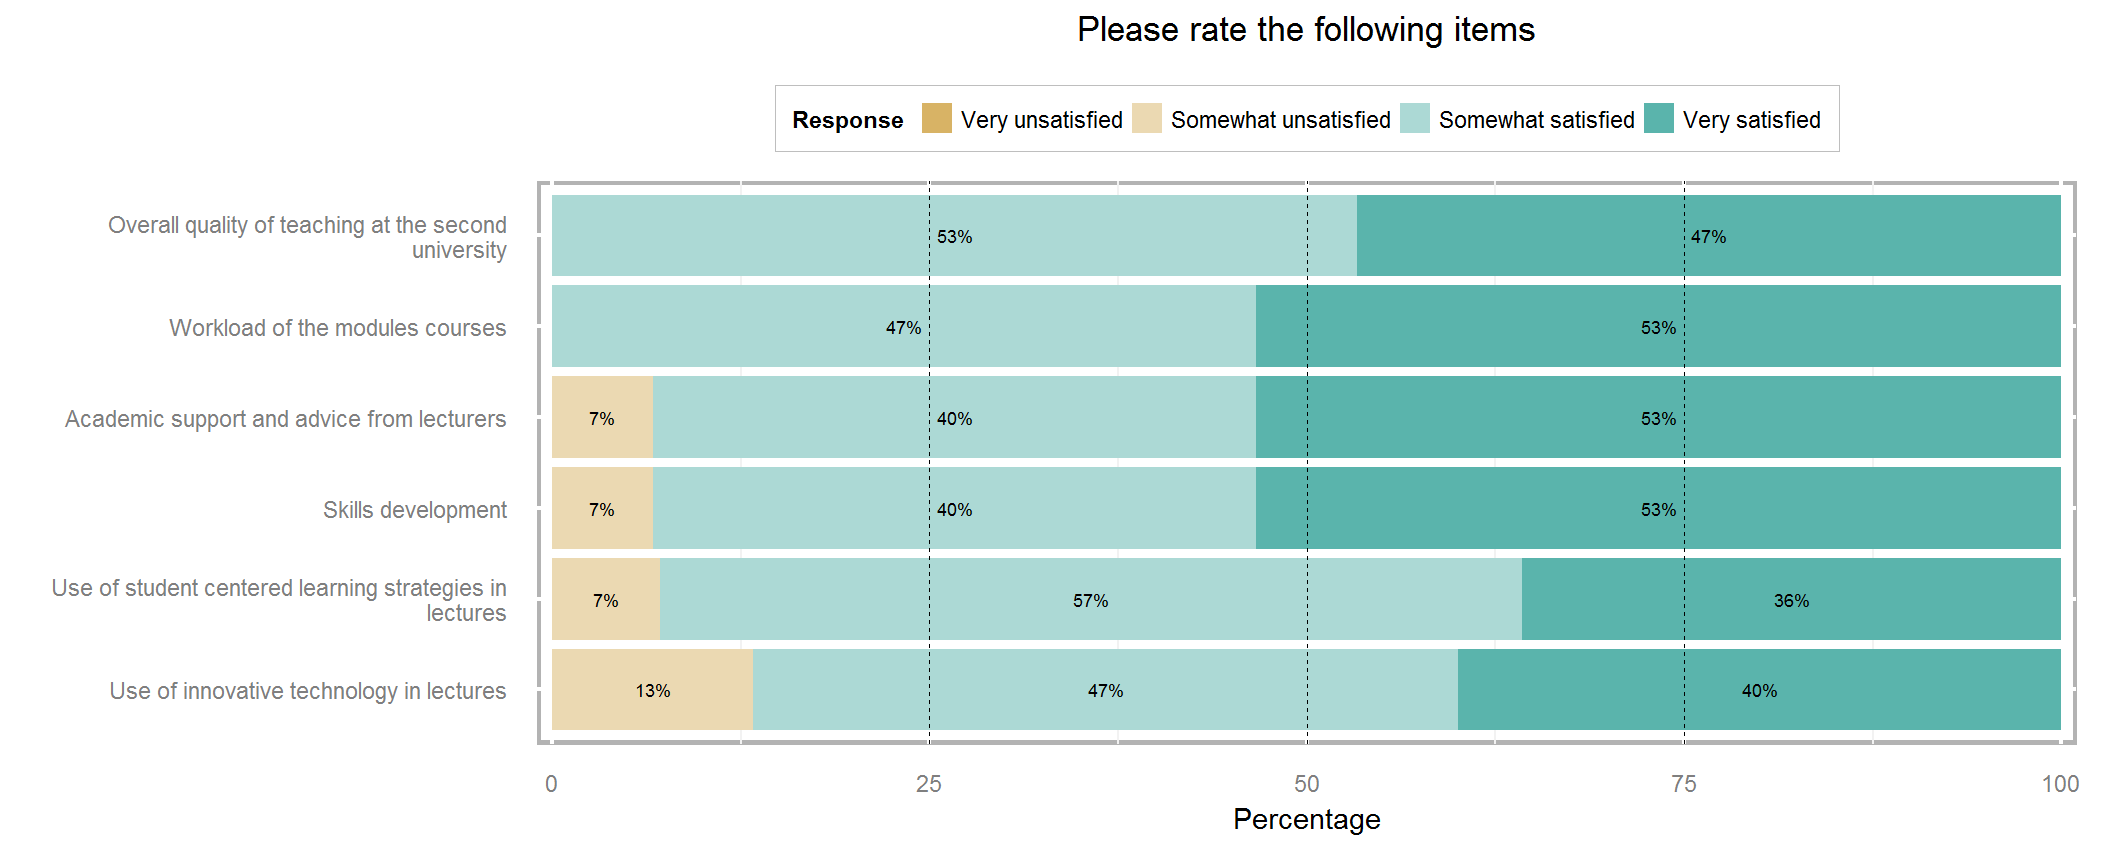 Please rate the following items
Response Very unsatisfied Somewhat unsatisfied Somewhat satisfied Very satisfied
Overall quality of teaching at the second
university
53% 47%
Workload of the modules courses
47% 53%
Academic support and advice from lecturers
7% 40% 53%
Skills development
7% 40% 53%
Use of student centered learning strategies in
lectures
7% 57% 36%
Use of innovative technology in lectures
13% 47% 40%
0 25 50 75 100
Percentage